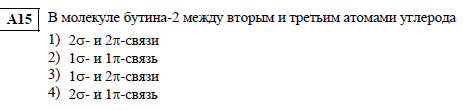 А15 В молекуле бутина-2 между вторым и третьим атомами углерода
1) 2σ- и 2π-связи
2) 1σ- и 1π-связь
3) 1σ- и 2π-связи
4) 2σ- и 1π-связь